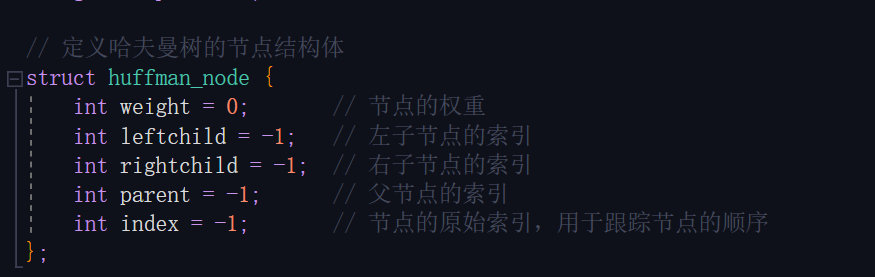 // 定义哈夫曼树的节点结构体
struct huffman_node {
    int weight = 0;        // 节点的权重
    int leftchild = -1;    // 左子节点的索引
    int rightchild = -1;  // 右子节点的索引
    int parent = -1;       // 父节点的索引
    int index = -1;        // 节点的原始索引，用于跟踪节点的顺序
};